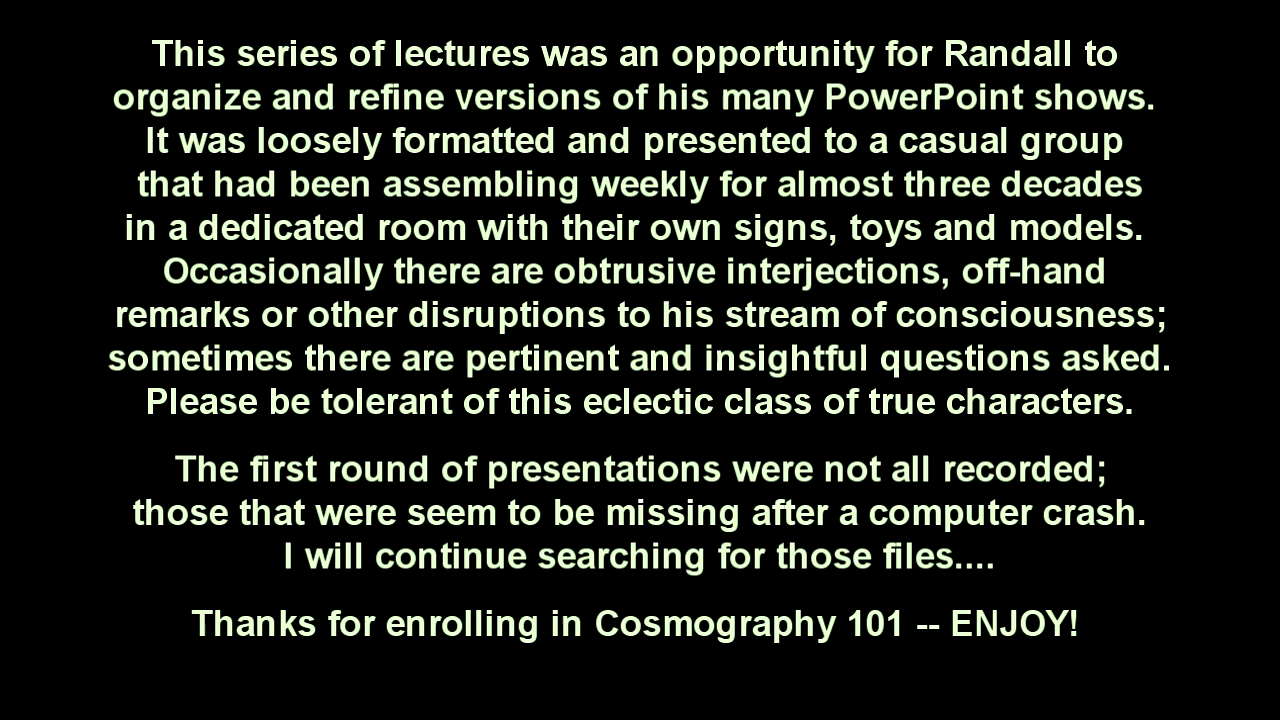 This series of lectures was an opportunity for Randall to
organize and refine versions of his many PowerPoint shows.
It was loosely formatted and presented to a casual group
that had been assembling weekly for almost three decades
in a dedicated room with their own signs, toys and models.
Occasionally there are obtrusive interjections, off-hand
remarks or other disruptions to his stream of consciousness;
sometimes there are pertinent and insightful questions asked.
Please be tolerant of this eclectic class of true characters.
The first round of presentations were not all recorded;
those that were seem to be missing after a computer crash.
I will continue searching for those files....
Thanks for enrolling in Cosmography 101 -- ENJOY!